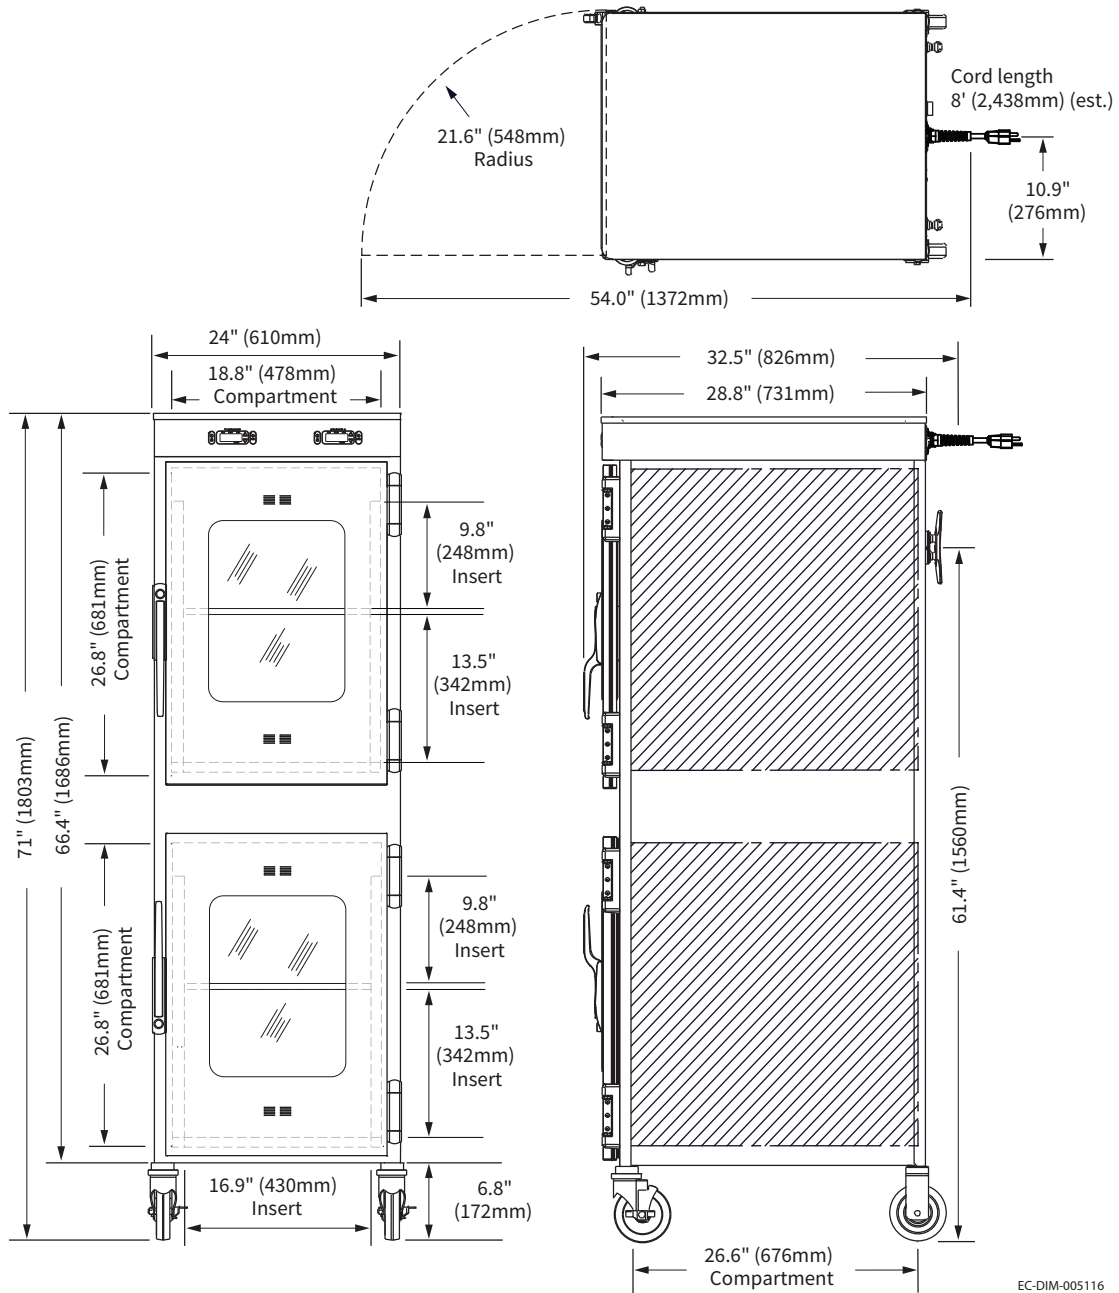 Cord length
8' (2,438mm) (est.)
21.6" (548mm)
Radius
10.9"
(276mm)
54.0" (1372mm)
24" (610mm)
18.8" (478mm)
Compartment
32.5" (826mm)
28.8" (731mm)
9.8"
(248mm)
Insert
26.8" (681mm)
Compartment
13.5"
(342mm)
Insert
71" (1803mm)
66.4" (1686mm)
61.4" (1560mm)
9.8"
(248mm)
Insert
26.8" (681mm)
Compartment
13.5"
(342mm)
Insert
16.9" (430mm)
Insert
6.8"
(172mm)
26.6" (676mm)
Compartment
EC-DIM-005116